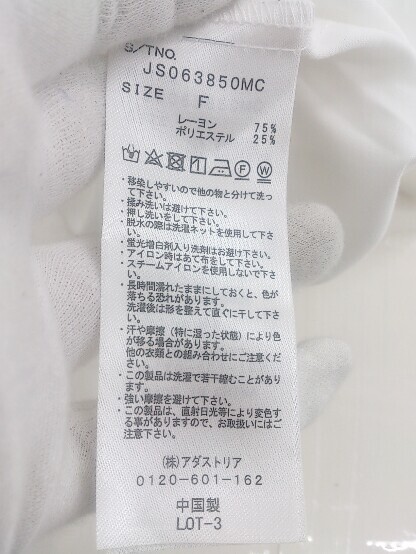 S/TNO.
JS063850MC
SIZE F
レーヨン 75%
ポリエステル 25%
・移染しやすいので他の物と分けて洗っ
て下さい。
・揉み洗いは避けて下さい。
・押し洗いをして下さい。
・脱水の際は洗濯ネットを使用して下さ
い。
・蛍光増白剤入り洗剤はお避け下さい。
・アイロン時はあて布をして下さい。
・スチームアイロンを使用しないで下さ
い。
・長時間濡れたままにしておくと、色が
落ちる恐れがあります。
洗濯後は形を整えて直ぐに干して下さ
い。
・汗や摩擦（特に湿った状態）により色
が移る場合があります。
他の衣類との組み合わせにご注意くだ
さい。
・この製品は洗濯で若干縮むことがあり
ます。
・強い摩擦を避けて下さい。
・この製品は、直射日光等により変色す
る事がありますので、お取扱いにはご
注意下さい。
(株)アダストリア
0120-601-162
中国製
LOT-3